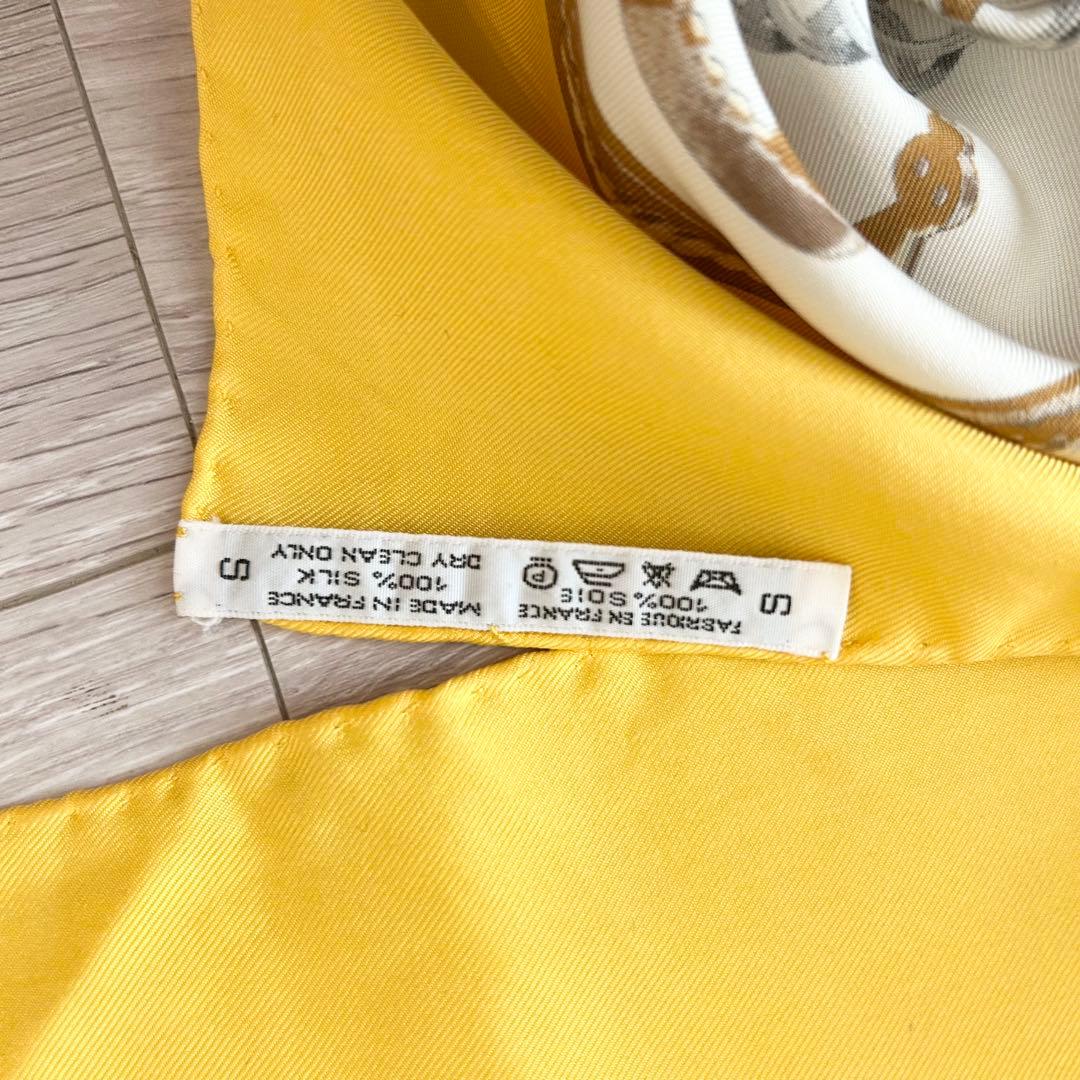 S
FABRIQUE EN FRANCE
100% SOIE
P
MADE IN FRANCE
100% SILK
DRY CLEAN ONLY
S